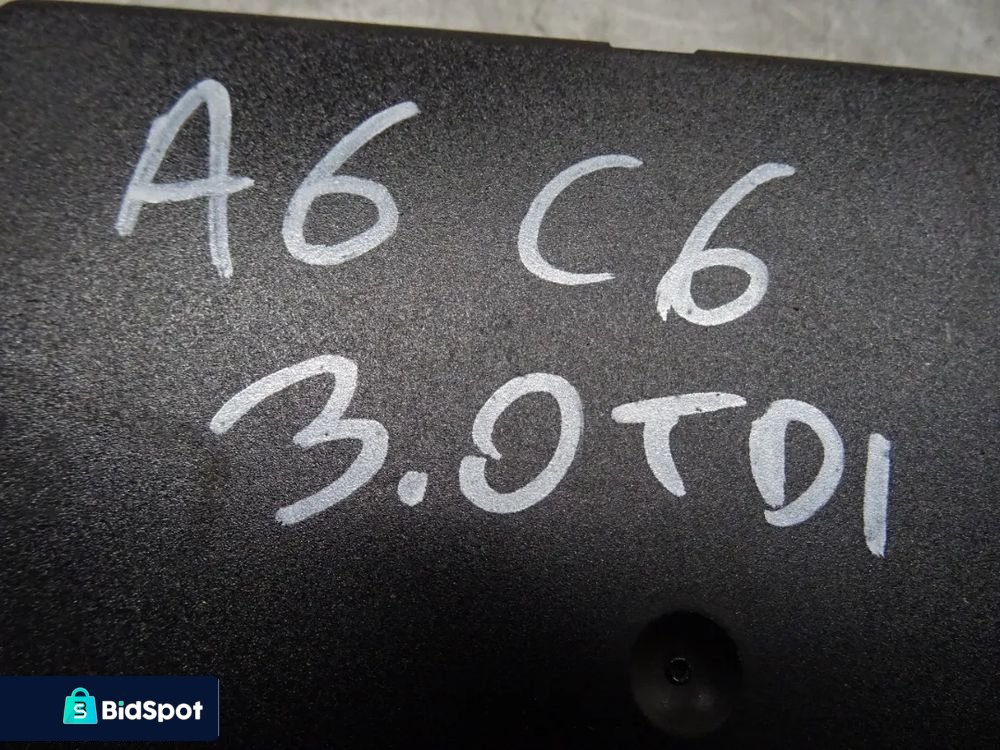 A6 C6
3.0TDI
BidSpot